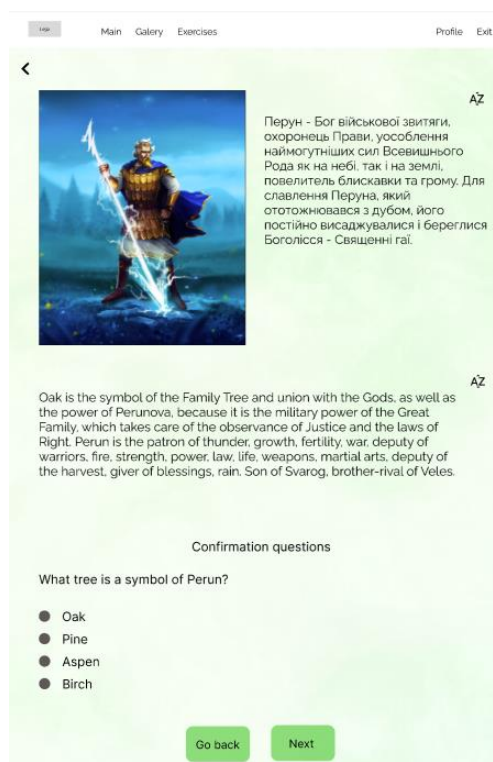 Logo
Main Galery Exercises Profile Exit
AZ
Перун - Бог військової звитяги,
охоронець Прави, уособлення
наймогутніших сил Всевишнього
Рода як на небі, так і на землі,
повелитель блискавки та грому. Для
славлення Перуна, який
ототожнювався з дубом, його
постійно висаджувалися і береглися
Боголісся - Священні гаї.
AZ
Oak is the symbol of the Family Tree and union with the Gods, as well as
the power of Perunova, because it is the military power of the Great
Family, which takes care of the observance of Justice and the laws of
Right. Perun is the patron of thunder, growth, fertility, war, deputy of
warriors, fire, strength, power, law, life, weapons, martial arts, deputy of
the harvest, giver of blessings, rain. Son of Svarog, brother-rival of Veles.
Confirmation questions
What tree is a symbol of Perun?
Oak
Pine
Aspen
Birch
Go back Next